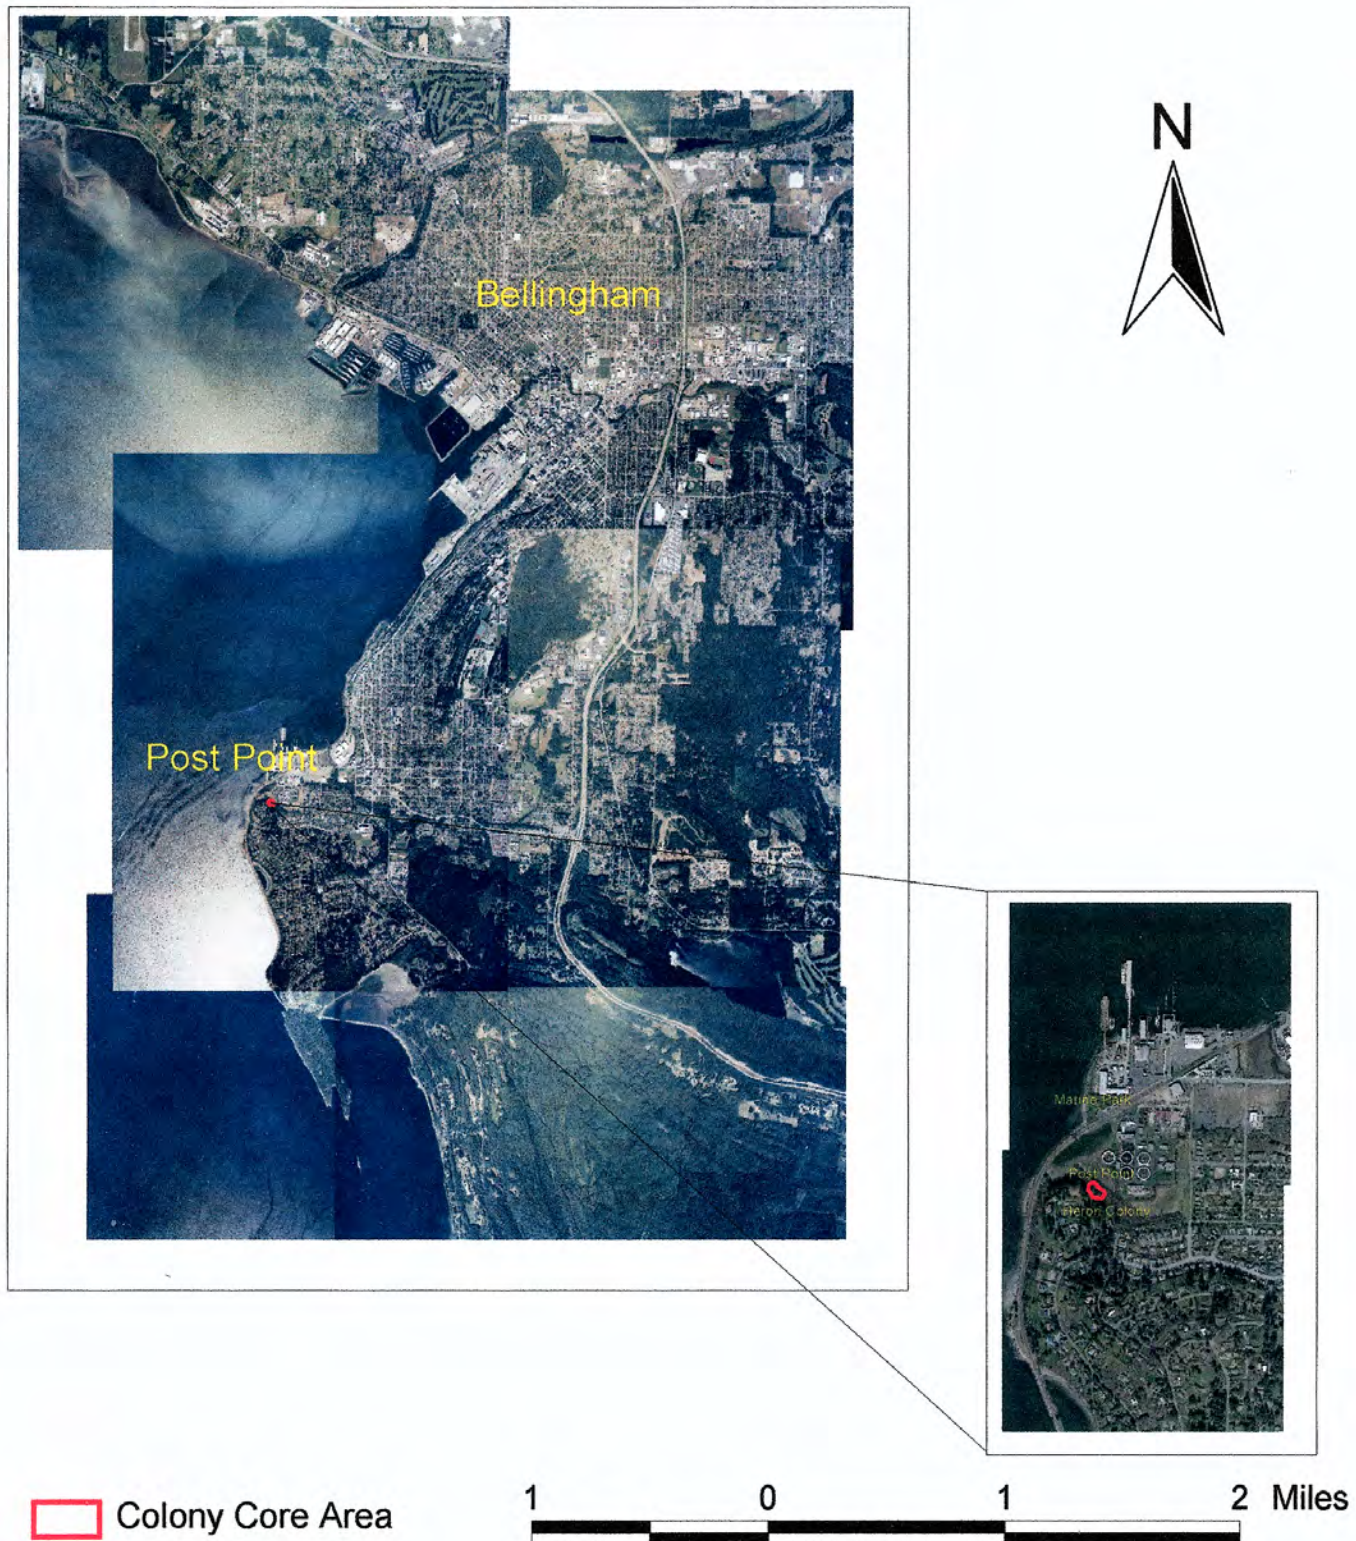 N
Bellingham
Post Point
Marine Park
Post Point
Heron Colony
Colony Core Area
1 0 1 2 Miles